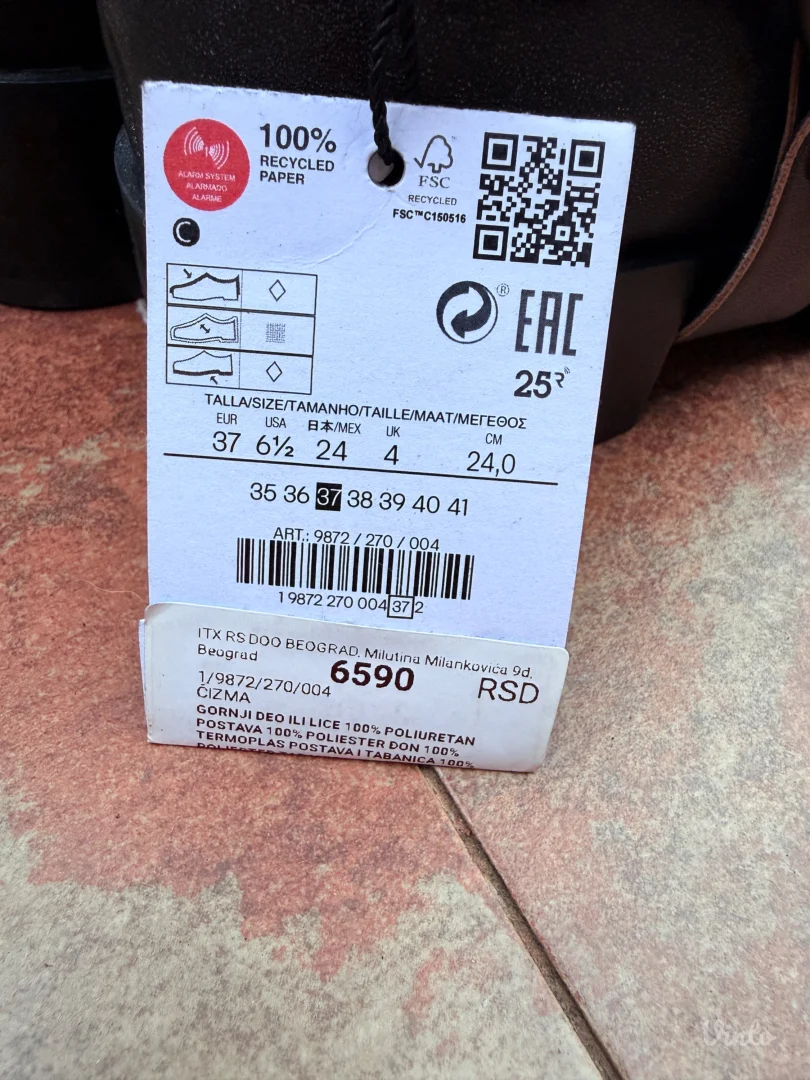 ALARM SYSTEM
ALARMADO
ALARME
100%
RECYCLED
PAPER
FSC
RECYCLED
FSC™C150516
C
®
EAC
25R
TALLA/SIZE/TAMANHO/TAILLE/MAAT/ΜΕΓΕΘΟΣ
EUR USA 日本/MEX UK CM
37 6½ 24 4 24,0
35 36 37 38 39 40 41
ART.: 9872 / 270 / 004
1 9872 270 004 37 2
ITX RS DOO BEOGRAD, Milutina Milankovića 9d,
Beograd
6590 RSD
1/9872/270/004
ČIZMA
GORNJI DEO ILI LICE 100% POLIURETAN
POSTAVA 100% POLIESTER DON 100%
TERMOPLAS POSTAVA I TABANICA 100%